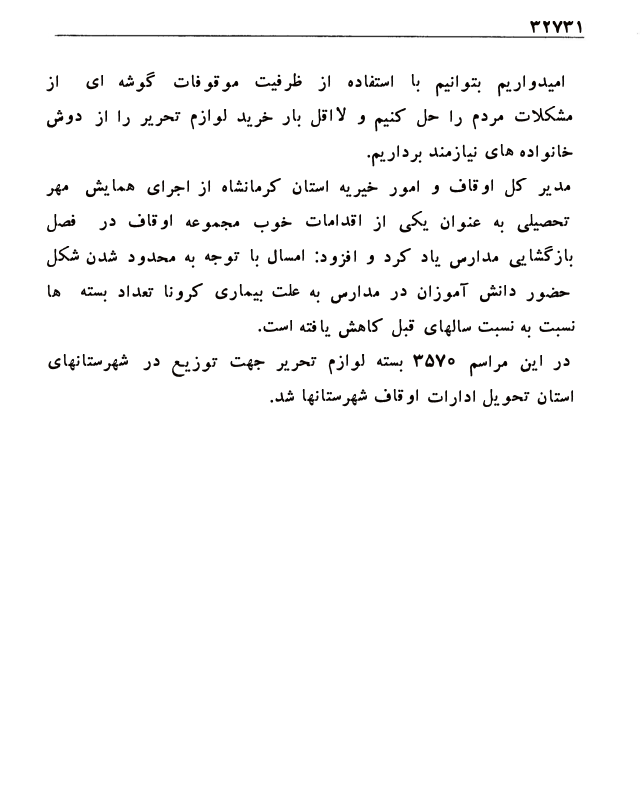 ۳۲۷۳۱
امیدواریم بتوانیم با استفاده از ظرفیت موقوفات گوشه ای از
مشکلات مردم را حل کنیم و لااقل بار خرید لوازم تحریر را از دوش
خانواده های نیازمند برداریم.
مدیر کل اوقاف و امور خیریه استان کرمانشاه از اجرای همایش مهر
تحصیلی به عنوان یکی از اقدامات خوب مجموعه اوقاف در فصل
بازگشایی مدارس یاد کرد و افزود: امسال با توجه به محدود شدن شکل
حضور دانش آموزان در مدارس به علت بیماری کرونا تعداد بسته ها
نسبت به نسبت سالهای قبل کاهش یافته است.
در این مراسم ۳۵۷۰ بسته لوازم تحریر جهت توزیع در شهرستانهای
استان تحویل ادارات اوقاف شهرستانها شد.